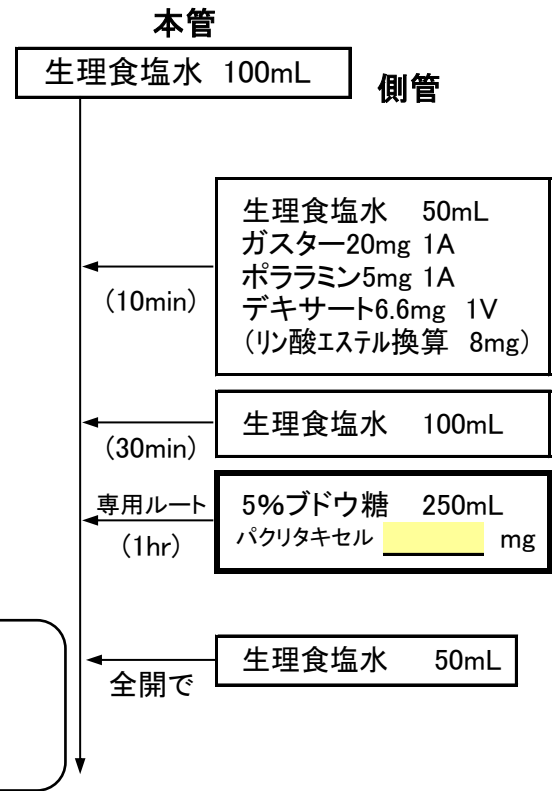 本管
生理食塩水 100mL
側管
生理食塩水 50mL
ガスター20mg 1A
ポララミン5mg 1A
デキサート6.6mg 1V
(リン酸エステル換算 8mg)
(10min)
生理食塩水 100mL
(30min)
専用ルート
(1hr)
5%ブドウ糖 250mL
パクリタキセル mg
生理食塩水 50mL
全開で